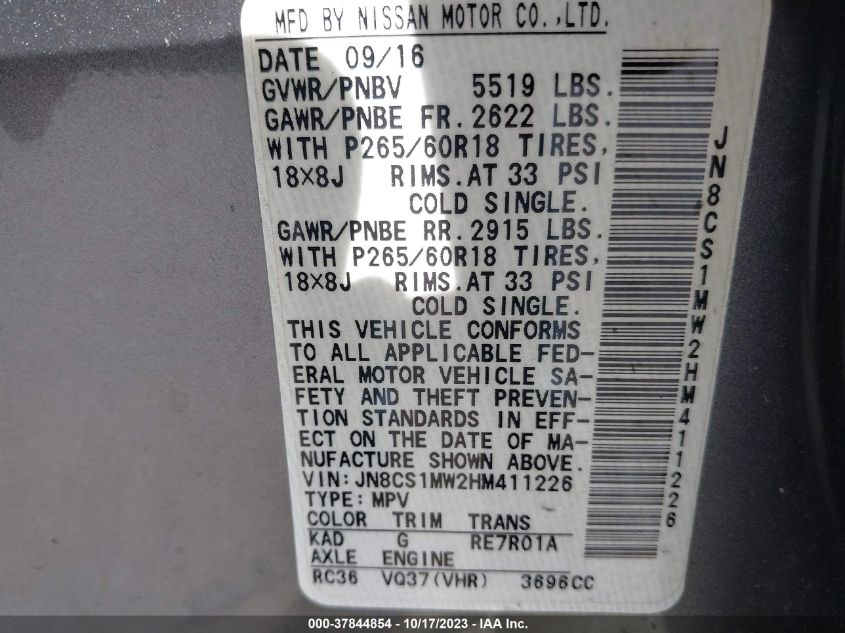 MFD BY NISSAN MOTOR CO.,LTD.
DATE 09/16
GVWR/PNBV 5519 LBS.
GAWR/PNBE FR.2622 LBS.
WITH P265/60R18 TIRES,
18×8J RIMS.AT 33 PSI
COLD SINGLE.
GAWR/PNBE RR.2915 LBS.
WITH P265/60R18 TIRES,
18×8J RIMS.AT 33 PSI
COLD SINGLE.
THIS VEHICLE CONFORMS
TO ALL APPLICABLE FED-
ERAL MOTOR VEHICLE SA-
FETY AND THEFT PREVEN-
TION STANDARDS IN EFF-
ECT ON THE DATE OF MA-
NUFACTURE SHOWN ABOVE.
VIN:JN8CS1MW2HM411226
TYPE:MPV
COLOR TRIM TRANS
KAD G RE7R01A
AXLE ENGINE
RC36 VQ37(VHR) 3696CC
JN8CS1MW2HM411226
000-37844854 - 10/17/2023 - IAA Inc.